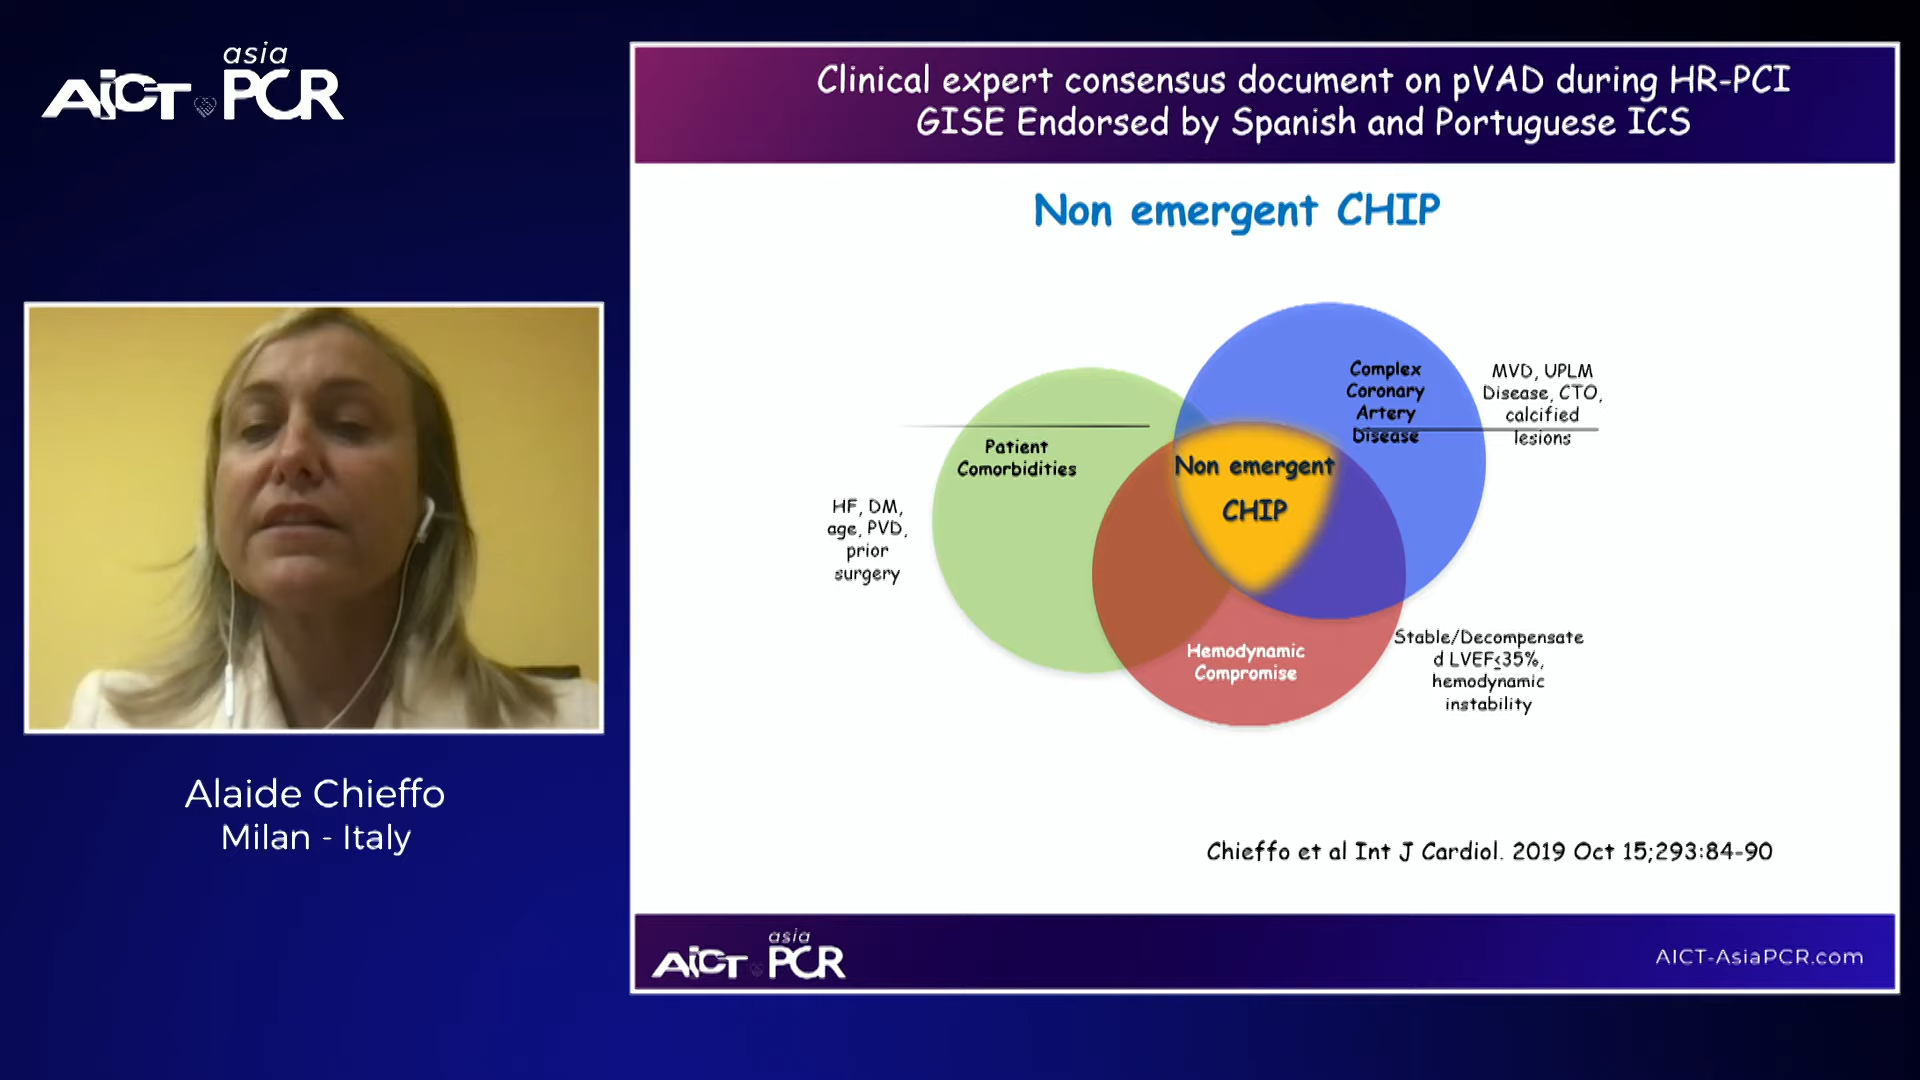 asia
AICT PCR
Clinical expert consensus document on pVAD during HR-PCI
GISE Endorsed by Spanish and Portuguese ICS
Non emergent CHIP
Complex
Coronary
Artery
Disease
MVD, UPLM
Disease, CTO,
calcified
lesions
Patient
Comorbidities
Non emergent
CHIP
HF, DM,
age, PVD,
prior
surgery
Hemodynamic
Compromise
Stable/Decompensate
d LVEF≤35%,
hemodynamic
instability
Alaide Chieffo
Milan - Italy
Chieffo et al Int J Cardiol. 2019 Oct 15;293:84-90
asia
AICT PCR
AICT-AsiaPCR.com